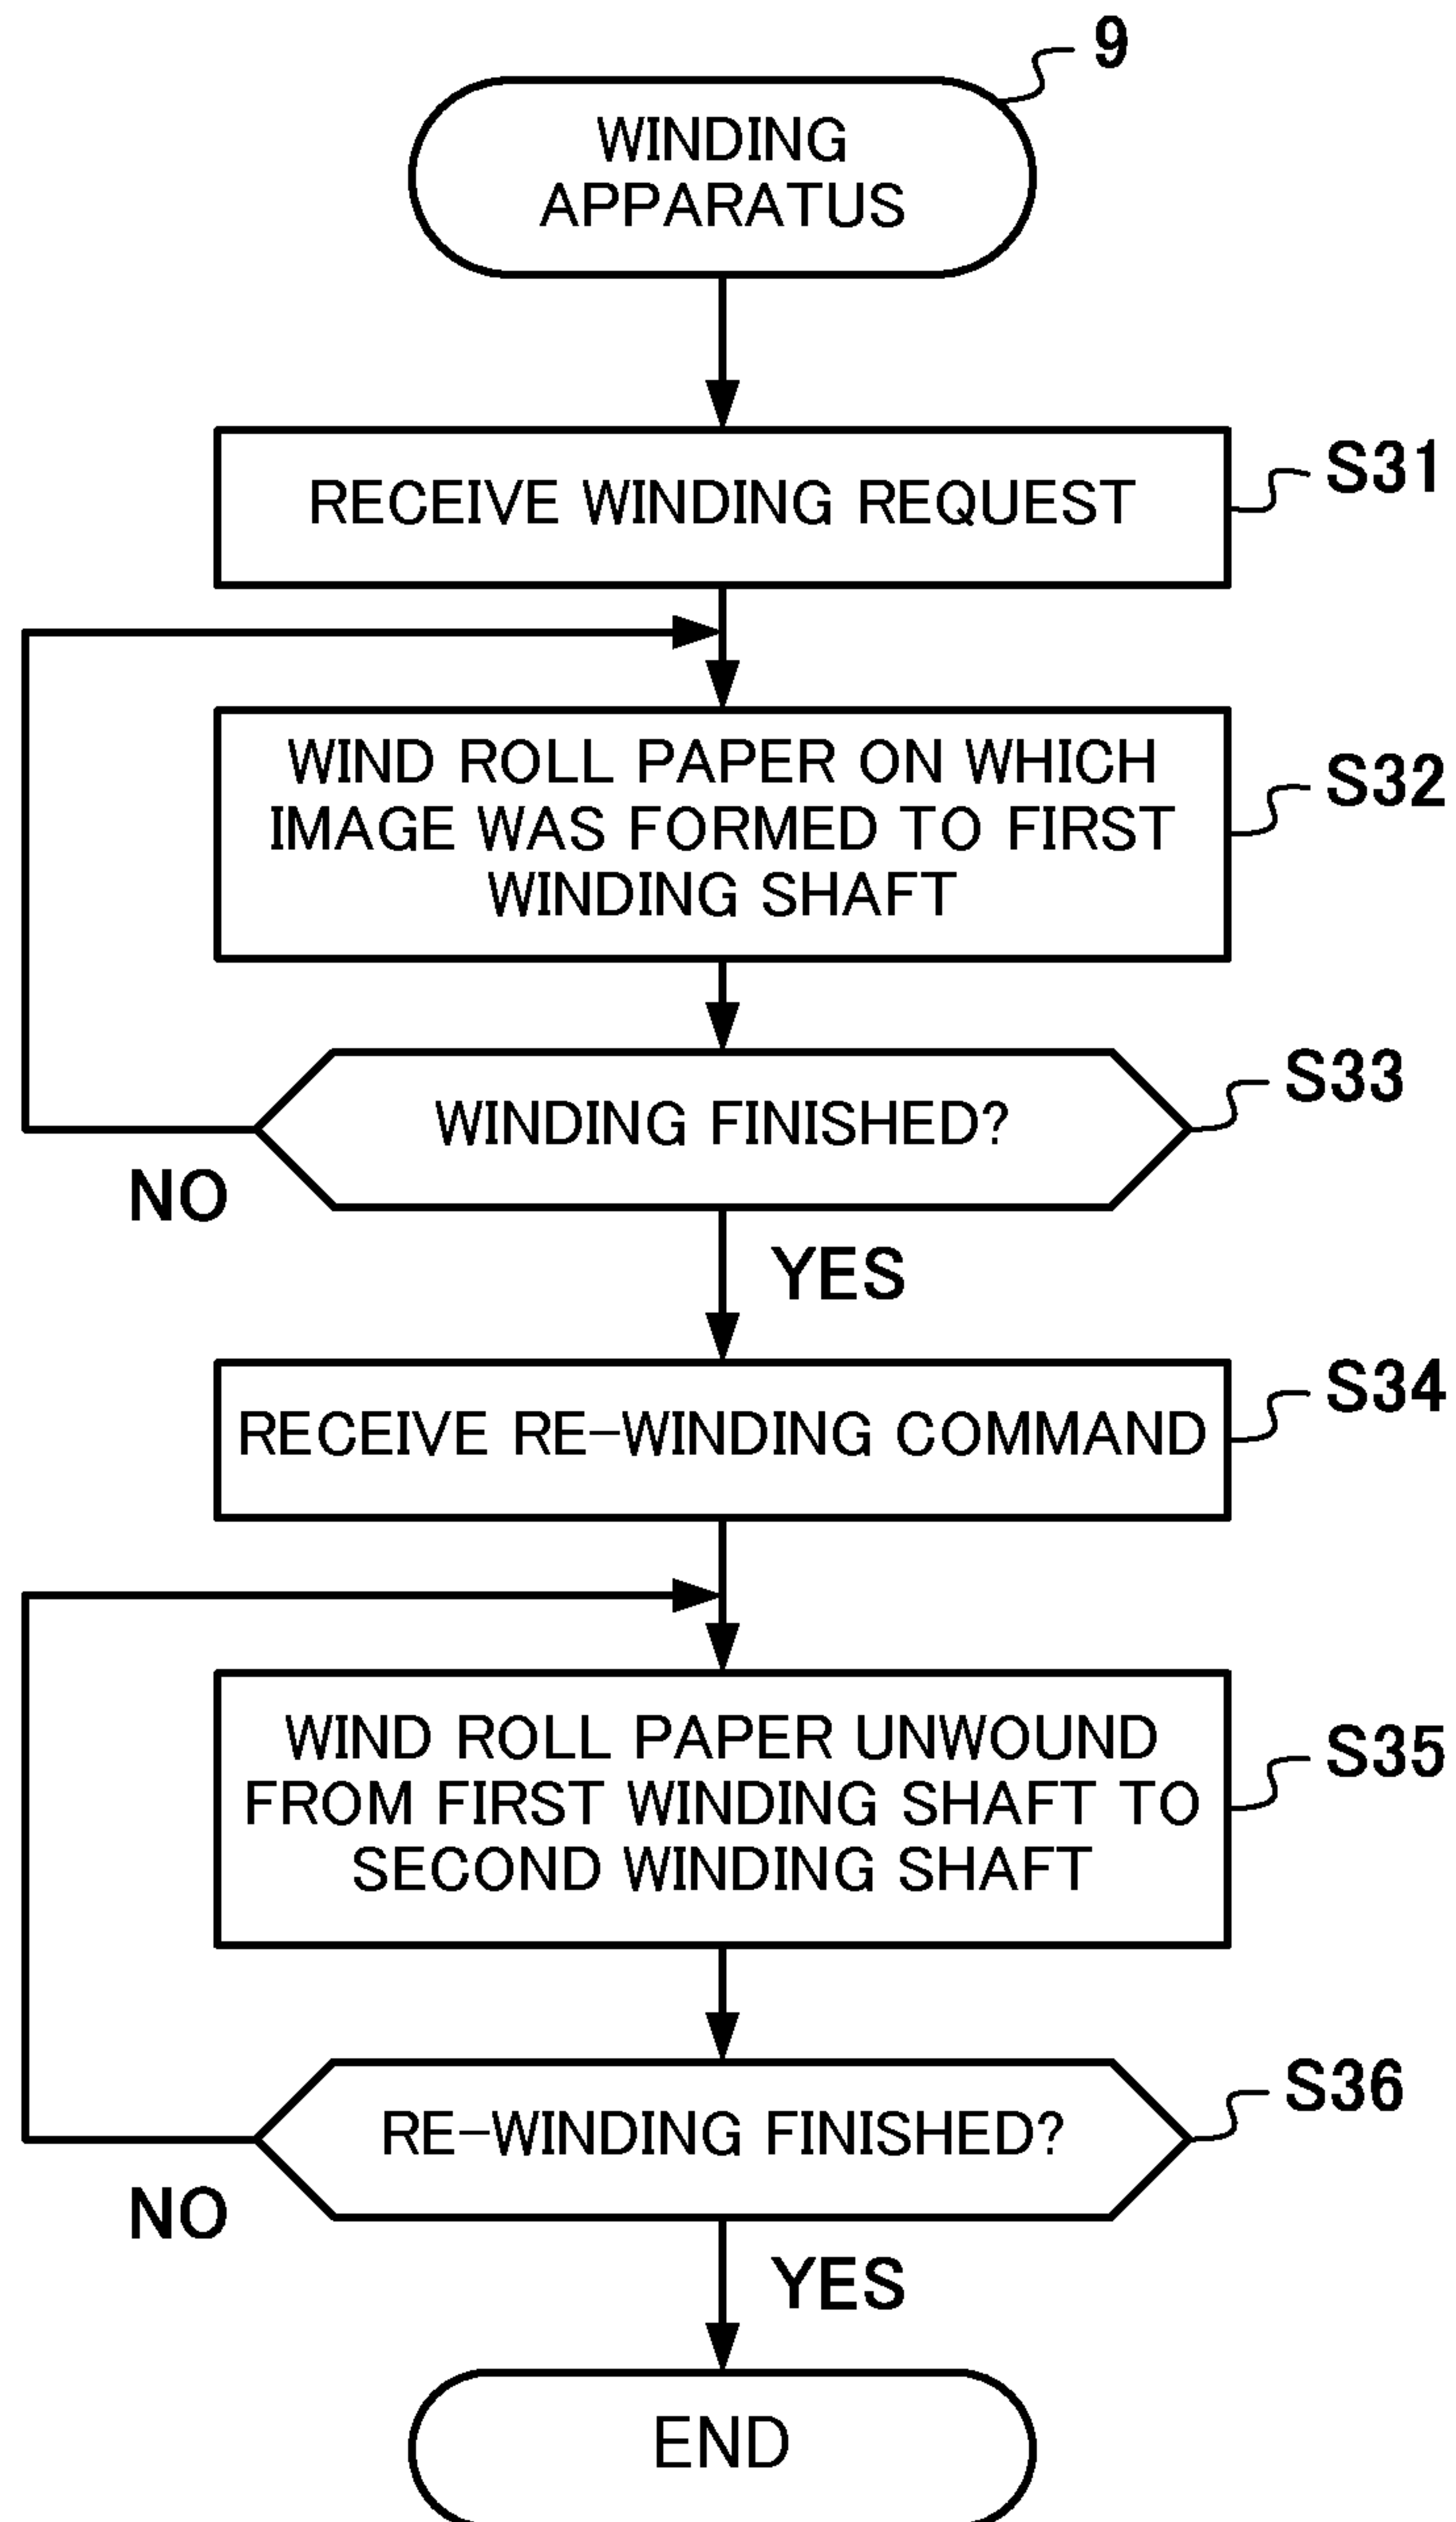 9
WINDING
APPARATUS
RECEIVE WINDING REQUEST
S31
WIND ROLL PAPER ON WHICH
IMAGE WAS FORMED TO FIRST
WINDING SHAFT
S32
WINDING FINISHED?
S33
NO
YES
RECEIVE RE-WINDING COMMAND
S34
WIND ROLL PAPER UNWOUND
FROM FIRST WINDING SHAFT TO
SECOND WINDING SHAFT
S35
RE-WINDING FINISHED?
S36
NO
YES
END